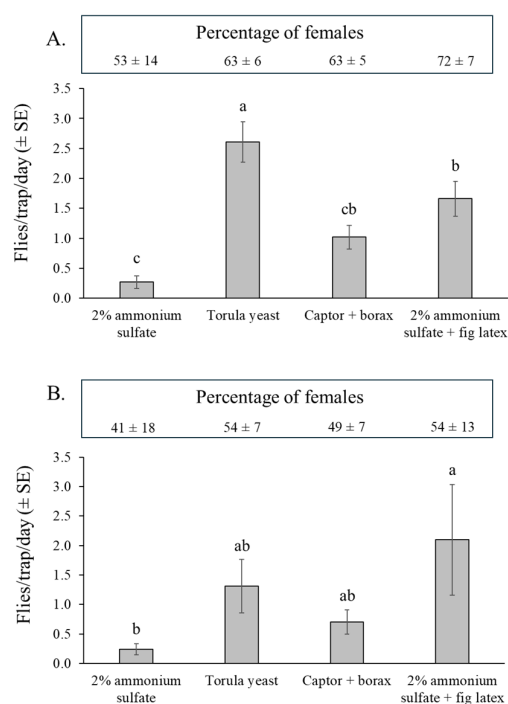 A.
Percentage of females
53 ± 14 63 ± 6 63 ± 5 72 ± 7
Flies/trap/day (± SE)
3.5
3.0
2.5
2.0
1.5
1.0
0.5
0.0
c
a
cb
b
2% ammonium
sulfate
Torula yeast
Captor + borax
2% ammonium
sulfate + fig latex
B.
Percentage of females
41 ± 18 54 ± 7 49 ± 7 54 ± 13
Flies/trap/day (± SE)
3.5
3.0
2.5
2.0
1.5
1.0
0.5
0.0
b
ab
ab
a
2% ammonium
sulfate
Torula yeast
Captor + borax
2% ammonium
sulfate + fig latex